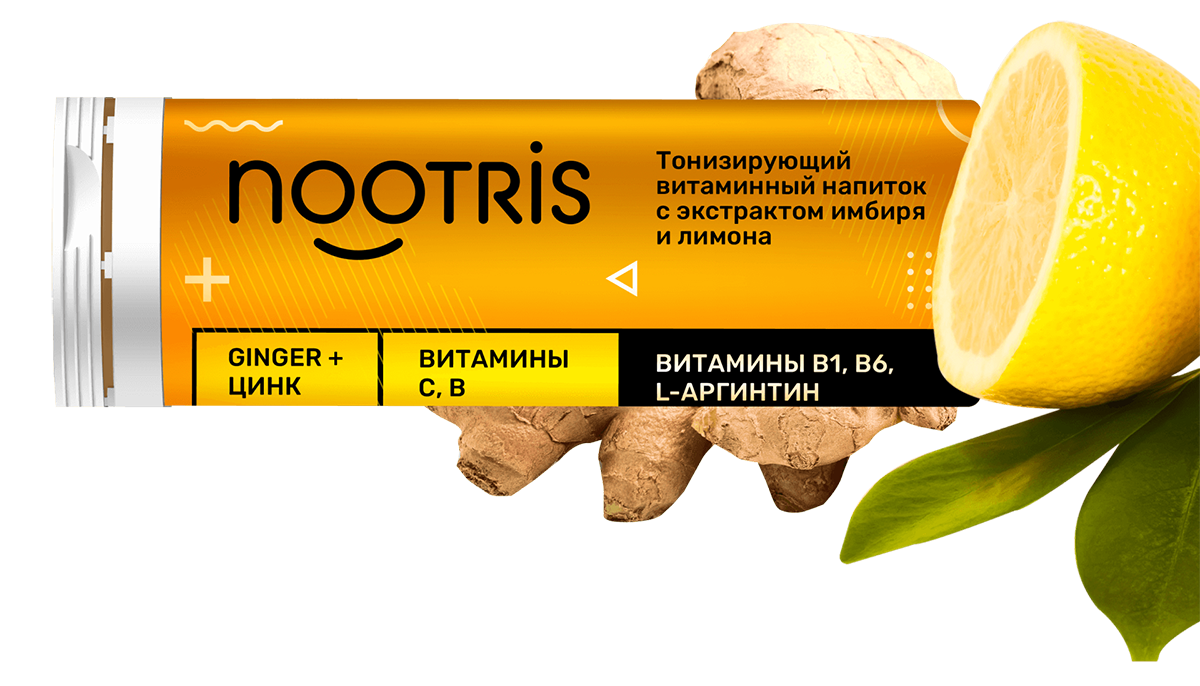 nooTRis
Тонизирующий
витаминный напиток
с экстрактом имбиря
и лимона
GINGER +
ЦИНК
ВИТАМИНЫ
С, В
ВИТАМИНЫ В1, В6,
L-АРГИНТИН